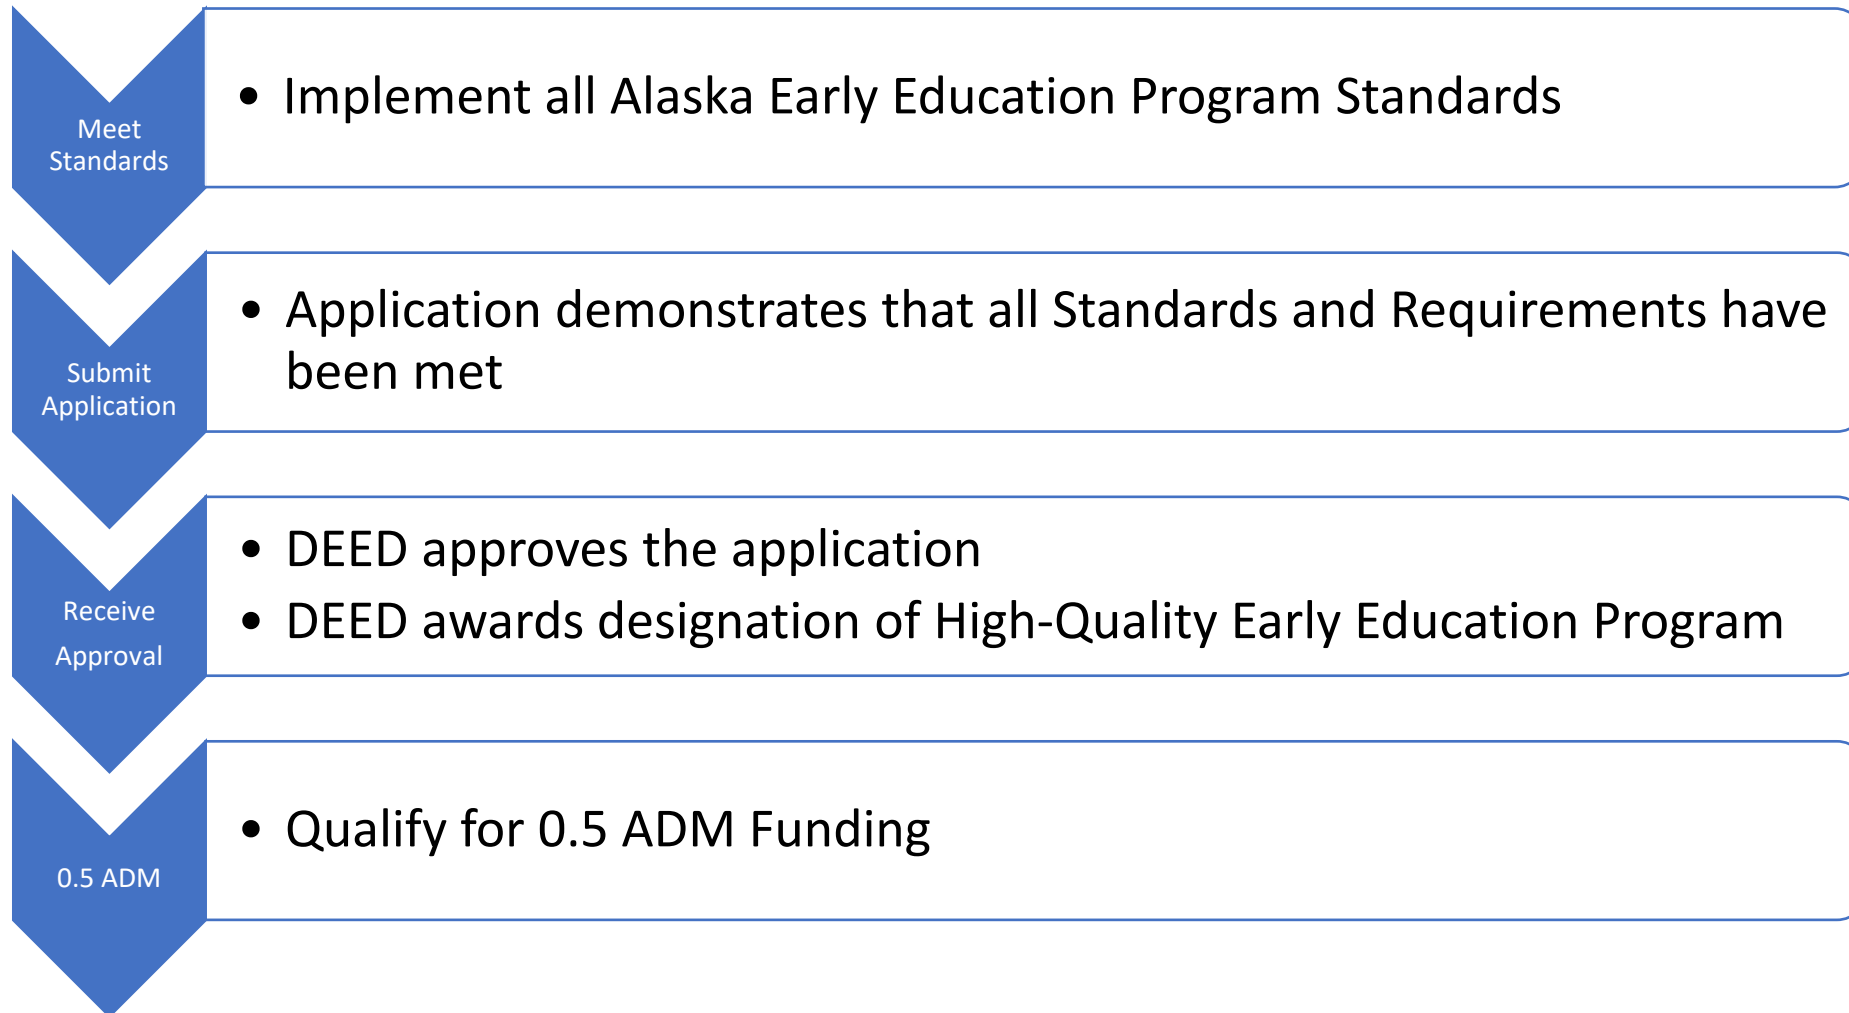 Meet
Standards
• Implement all Alaska Early Education Program Standards
Submit
Application
• Application demonstrates that all Standards and Requirements have
been met
Receive
Approval
• DEED approves the application
• DEED awards designation of High-Quality Early Education Program
0.5 ADM
• Qualify for 0.5 ADM Funding